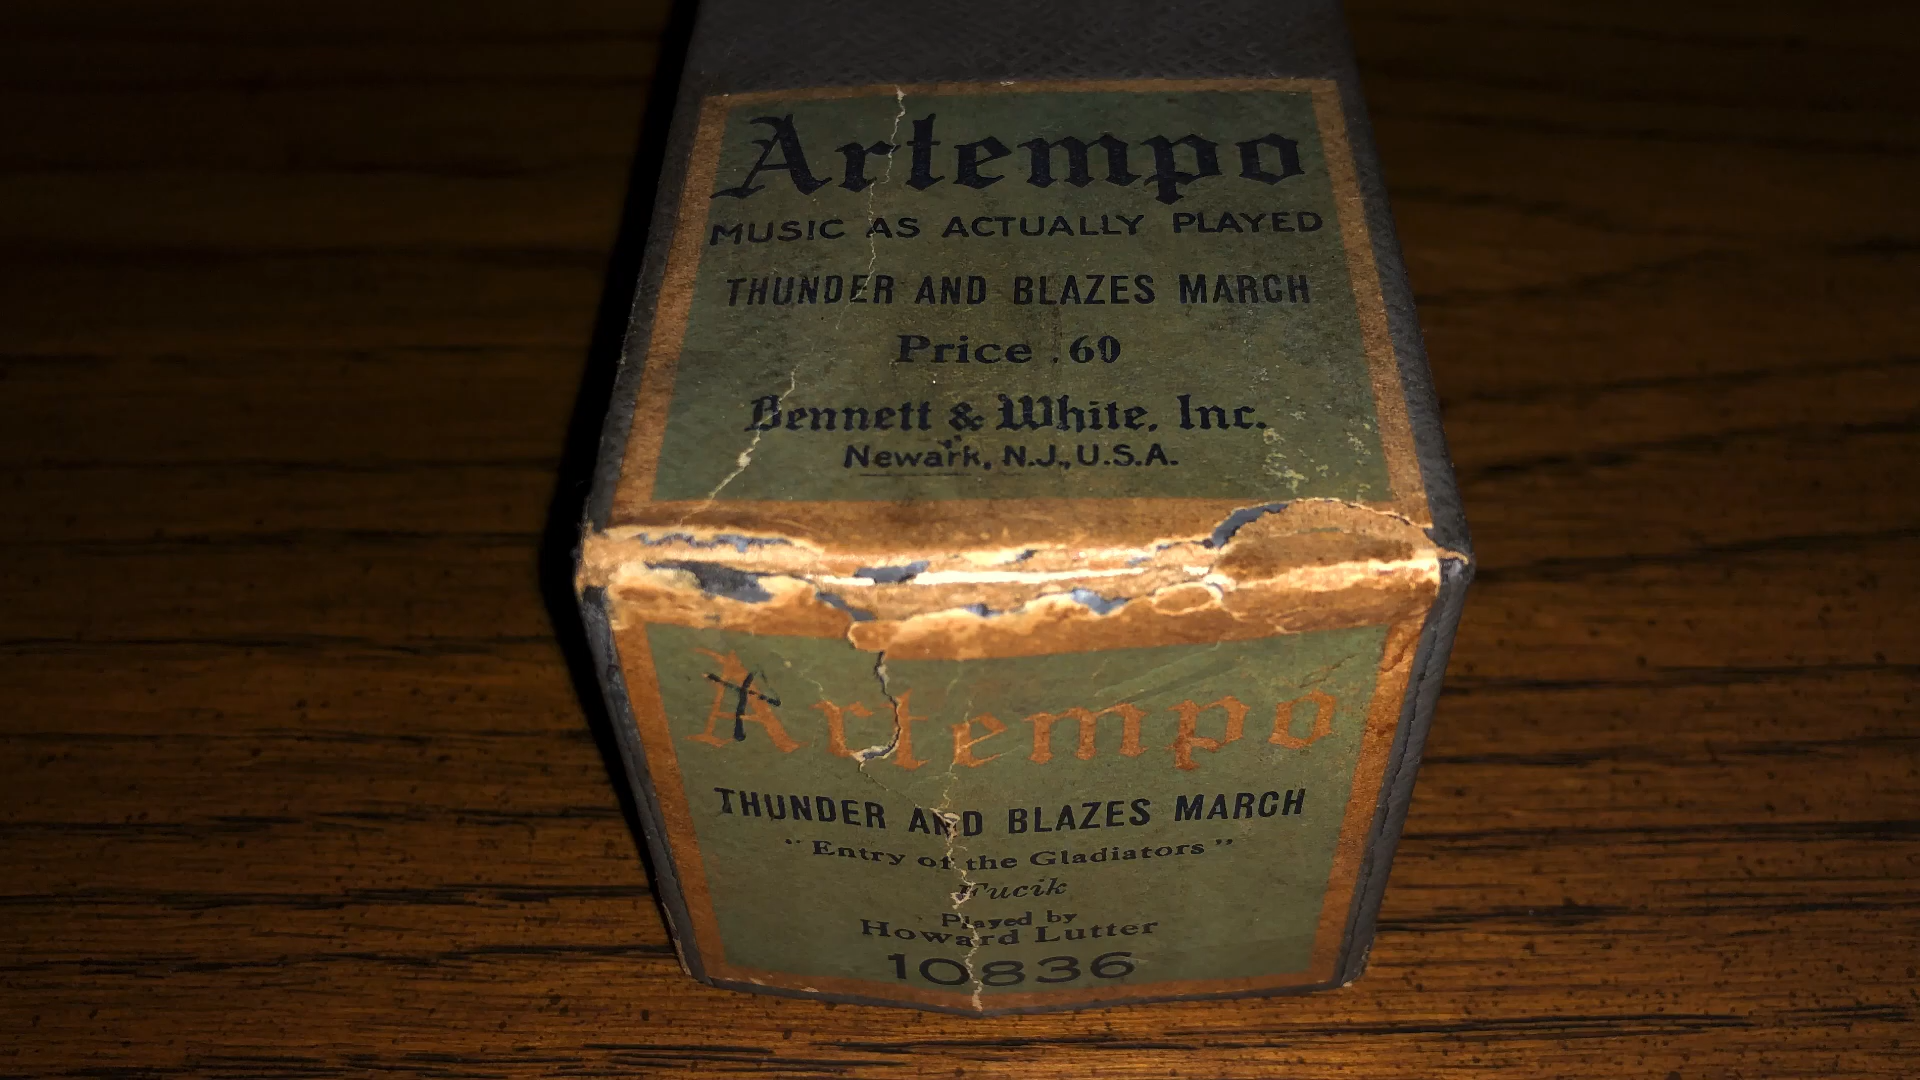 Artempo
MUSIC AS ACTUALLY PLAYED
THUNDER AND BLAZES MARCH
Price .60
Bennett & White, Inc.
Newark, N.J., U.S.A.
Artempo
THUNDER AND BLAZES MARCH
"Entry of the Gladiators"
Fucik
Played by
Howard Lutter
10836